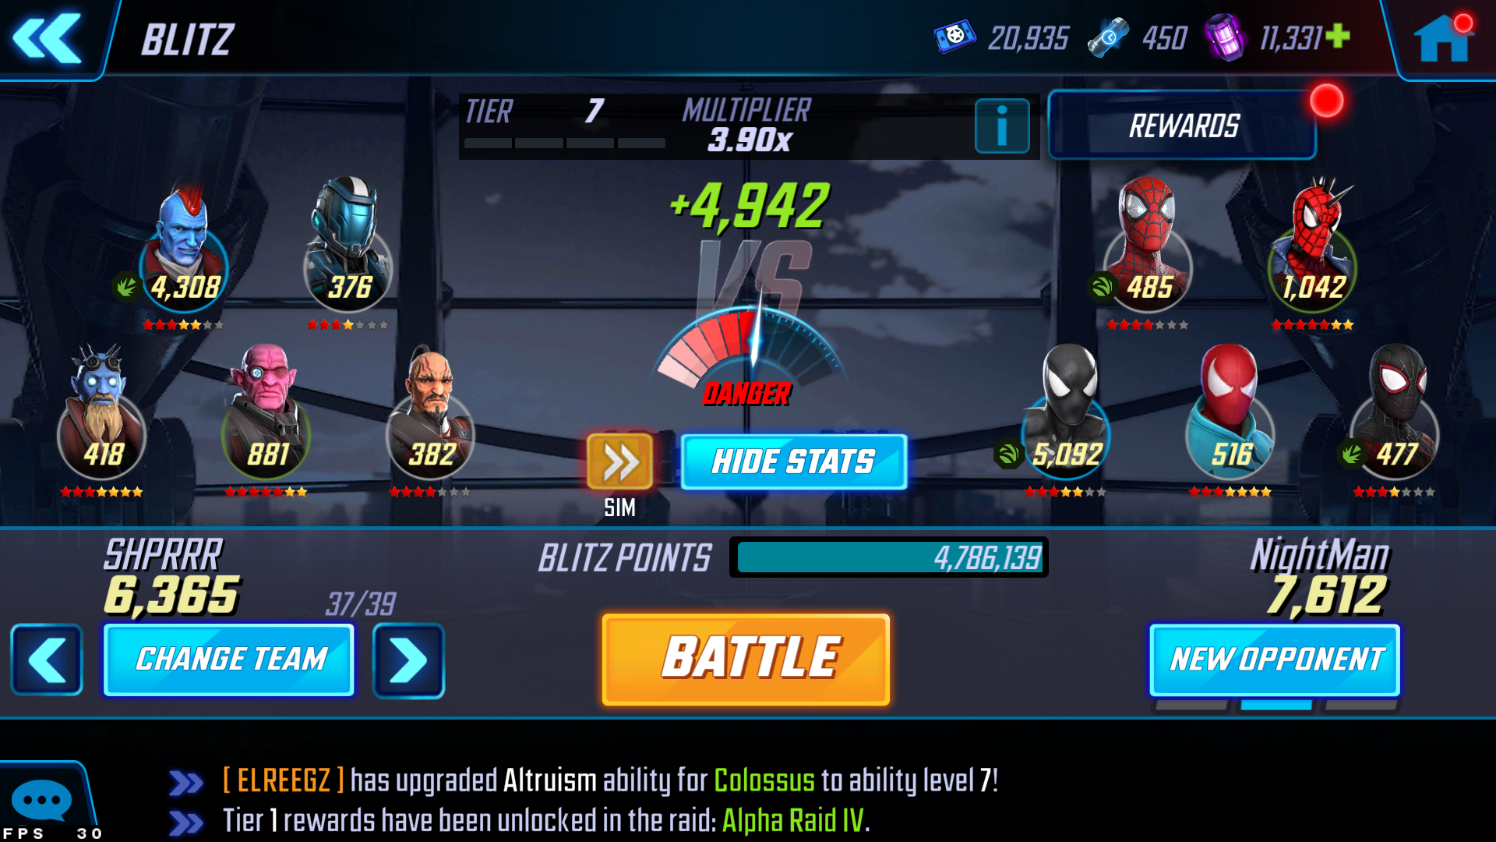 BLITZ
20,935
450
11,331
TIER 7
MULTIPLIER
3.90x
i
REWARDS
+4,942
VS
DANGER
4,308
376
418
881
382
485
1,042
5,092
516
477
SIM
HIDE STATS
SHPRRR
6,365
37/39
CHANGE TEAM
BLITZ POINTS
4,786,139
BATTLE
NightMan
7,612
NEW OPPONENT
[ ELREEGZ ] has upgraded Altruism ability for Colossus to ability level 7!
Tier 1 rewards have been unlocked in the raid: Alpha Raid IV.
FPS 30